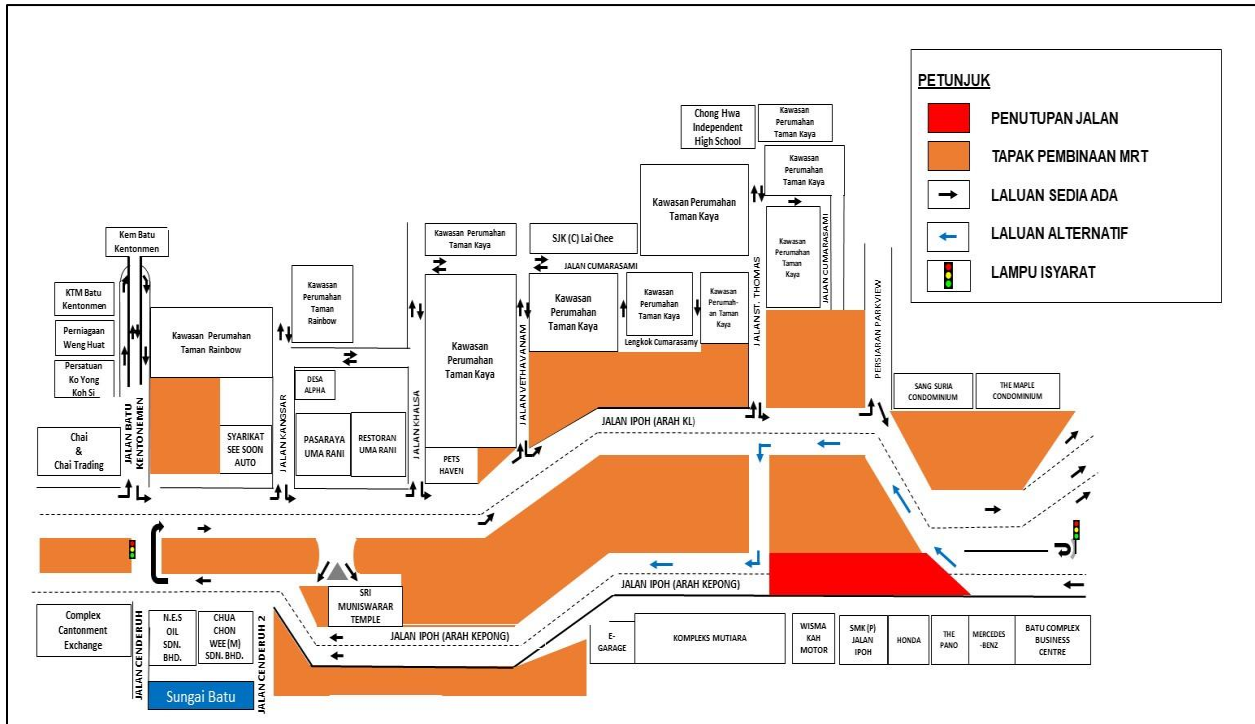 PETUNJUK
PENUTUPAN JALAN
TAPAK PEMBINAAN MRT
LALUAN SEDIA ADA
LALUAN ALTERNATIF
LAMPU ISYARAT
Chong Hwa
Independent
High School
Kawasan
Perumahan
Taman Kaya
Kawasan
Perumahan
Taman Kaya
Kawasan Perumahan
Taman Kaya
Kawasan
Perumahan
Taman
Kaya
JALAN CUMARASAMI
Kem Batu
Kentonmen
KTM Batu
Kentonmen
Perniagaan
Weng Huat
Persatuan
Ko Yong
Koh Si
Chai
&
Chai Trading
JALAN BATU
KENTONEMEN
Kawasan Perumahan
Taman Rainbow
SYARIKAT
SEE SOON
AUTO
JALAN KANGSAR
Kawasan
Perumahan
Taman
Rainbow
DESA
ALPHA
PASARAYA
UMA RANI
RESTORAN
UMA RANI
JALAN KHALSA
Kawasan Perumahan
Taman Kaya
Kawasan
Perumahan
Taman Kaya
PETS
HAVEN
JALAN VETHAVANAM
SJK (C) Lai Chee
JALAN CUMARASAMI
Kawasan
Perumahan
Taman Kaya
Kawasan
Perumahan
Taman Kaya
Lengkok Cumarasamy
Kawasan
Perumah-
an Taman
Kaya
JALAN ST. THOMAS
PERSIARAN PARKVIEW
SANG SURIA
CONDOMINIUM
THE MAPLE
CONDOMINIUM
JALAN IPOH (ARAH KL)
JALAN IPOH (ARAH KEPONG)
SRI
MUNISWARAR
TEMPLE
JALAN IPOH (ARAH KEPONG)
Complex
Cantonment
Exchange
JALAN CENDERUH
N.E.S
OIL
SDN.
BHD.
CHUA
CHON
WEE (M)
SDN. BHD.
JALAN CENDERUH 2
Sungai Batu
E-
GARAGE
KOMPLEKS MUTIARA
WISMA
KAH
MOTOR
SMK (P)
JALAN
IPOH
HONDA
THE
PANO
MERCEDES
-BENZ
BATU COMPLEX
BUSINESS
CENTRE